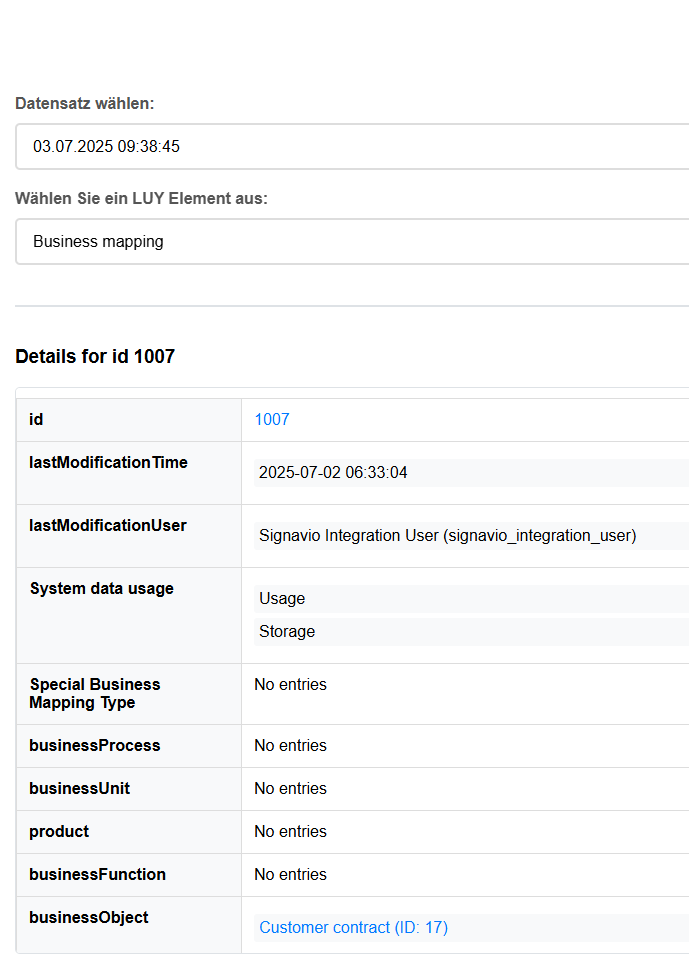 Datensatz wählen:
03.07.2025 09:38:45
Wählen Sie ein LUY Element aus:
Business mapping
Details for id 1007
id 1007
lastModificationTime 2025-07-02 06:33:04
lastModificationUser Signavio Integration User (signavio_integration_user)
System data usage Usage
Storage
Special Business No entries
Mapping Type
businessProcess No entries
businessUnit No entries
product No entries
businessFunction No entries
businessObject Customer contract (ID: 17)